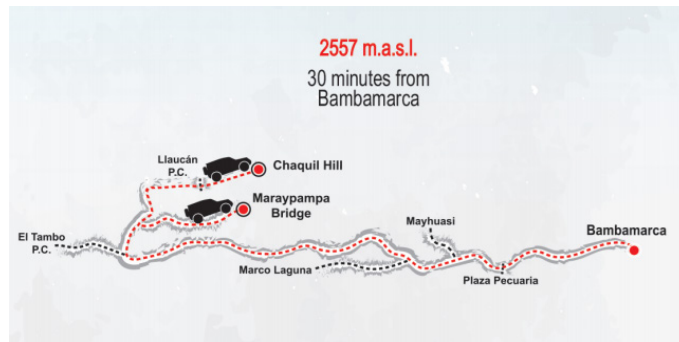 2557 m.a.s.l.
30 minutes from
Bambamarca
Llaucán
P.C.
Chaquil Hill
Maraypampa
Bridge
Mayhuasi
Bambamarca
El Tambo
P.C.
Marco Laguna
Plaza Pecuaria